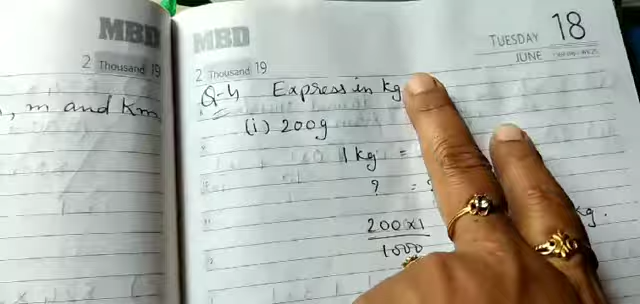 MBD
2 Thousand 19
, m and Km,
MBD
2 Thousand 19
TUESDAY 18
JUNE
Q-4 Express in kg
(i) 200g
1 kg =
? = ?
200 x 1
1000
kg.